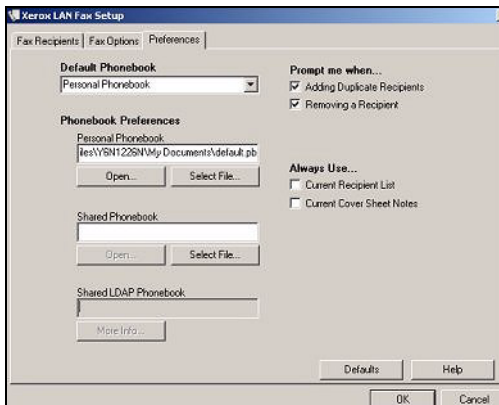 Xerox LAN Fax Setup
Fax Recipients Fax Options Preferences
Default Phonebook
Personal Phonebook
Phonebook Preferences
Personal Phonebook
iles\Y6N1226N\My Documents\default.pb
Open... Select File...
Shared Phonebook
Open... Select File...
Shared LDAP Phonebook
More Info...
Prompt me when...
Adding Duplicate Recipients
Removing a Recipient
Always Use...
Current Recipient List
Current Cover Sheet Notes
Defaults Help
OK Cancel